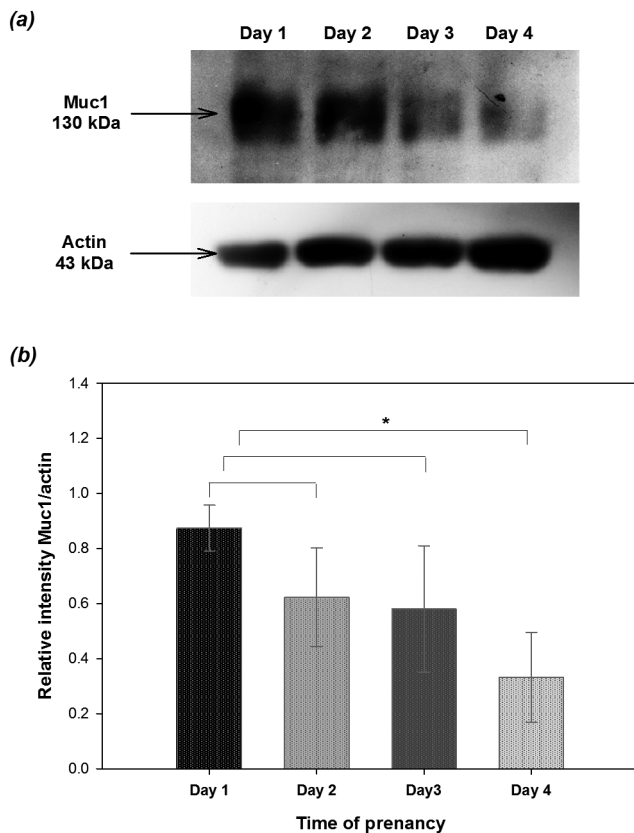 (a)
Day 1 Day 2 Day 3 Day 4
Muc1
130 kDa
Actin
43 kDa
(b)
1.4
1.2
1.0
0.8
0.6
0.4
0.2
0.0
Relative intensity Muc1/actin
*
Day 1 Day 2 Day3 Day 4
Time of prenancy